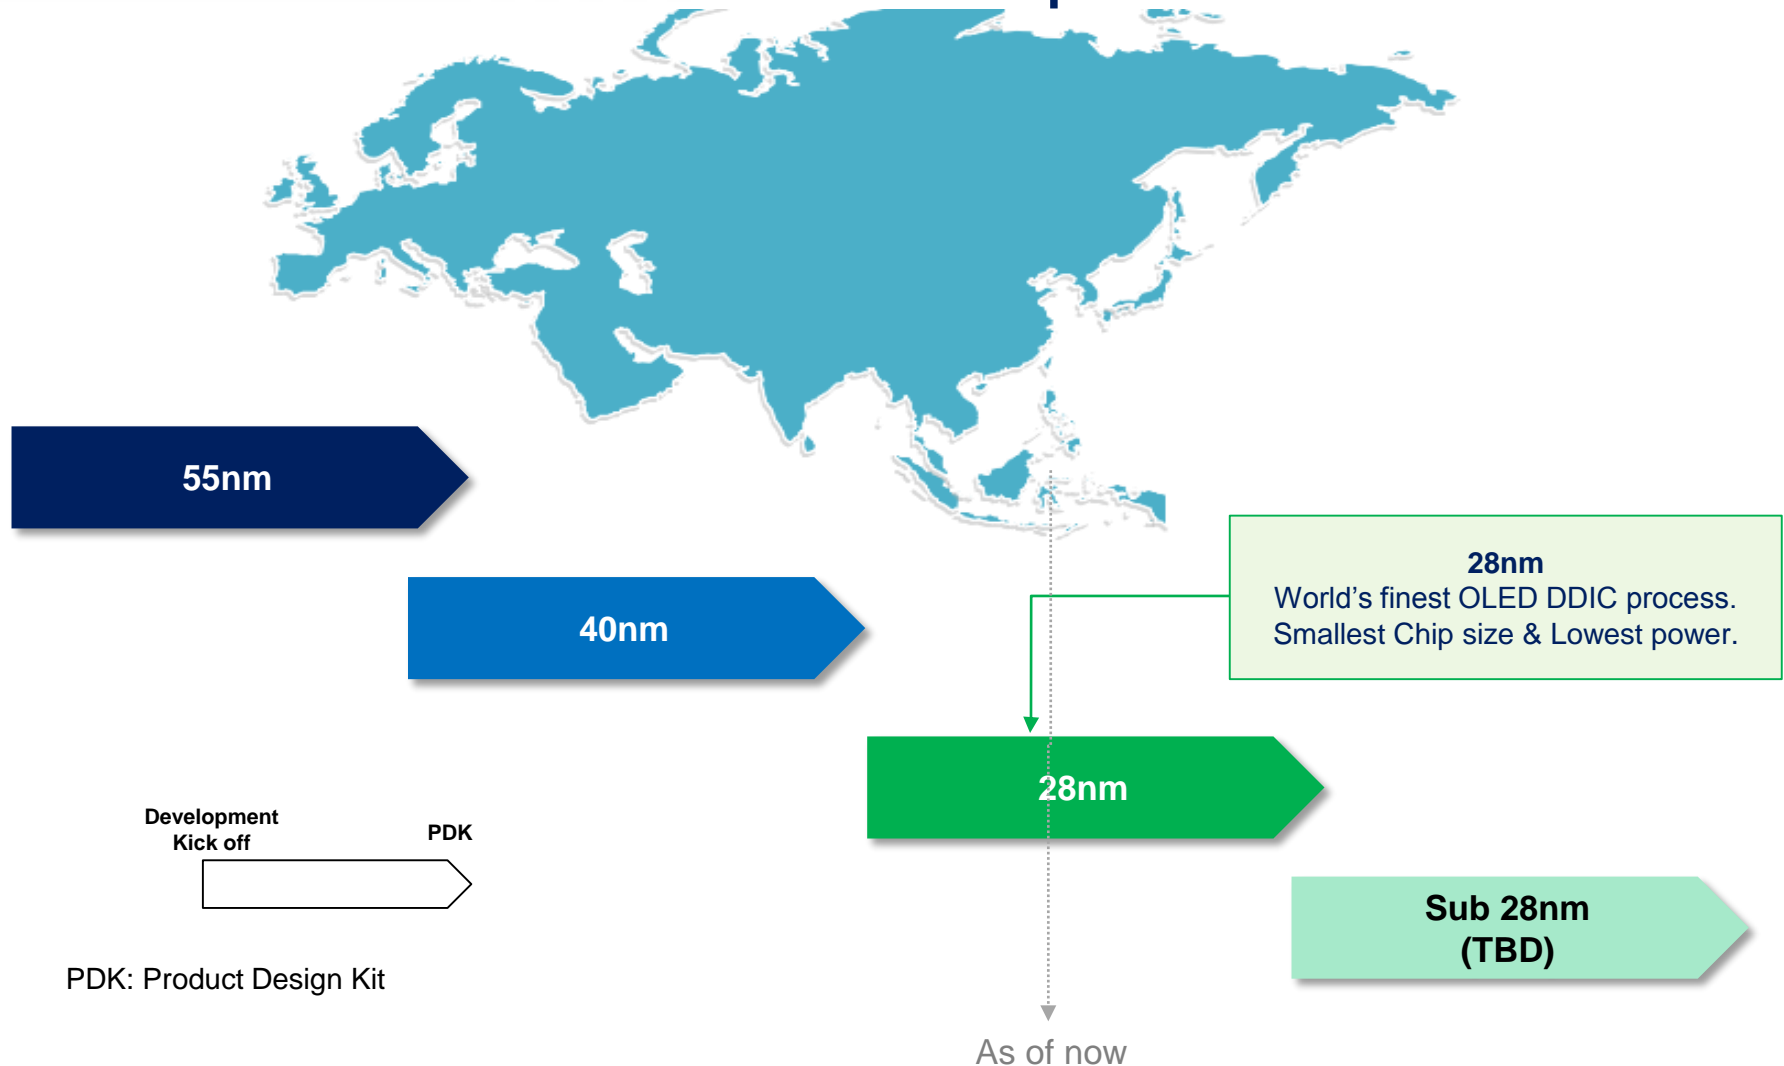 55nm
40nm
28nm
World's finest OLED DDIC process.
Smallest Chip size & Lowest power.
28nm
Development
Kick off
PDK
Sub 28nm
(TBD)
PDK: Product Design Kit
As of now